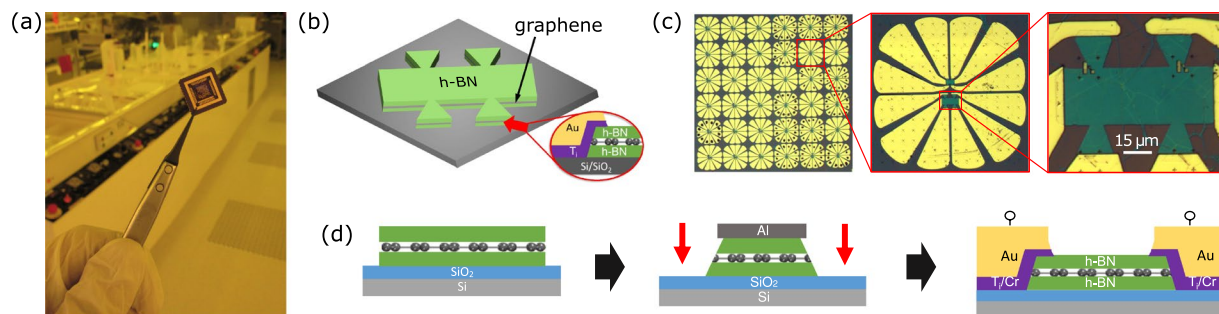 (a)
(b)
graphene
h-BN
Au
h-BN
Ti
h-BN
Si/SiO2
(c)
15 μm
(d)
SiO2
Si
Al
SiO2
Si
Au
h-BN
Au
Ti/Cr
h-BN
Ti/Cr